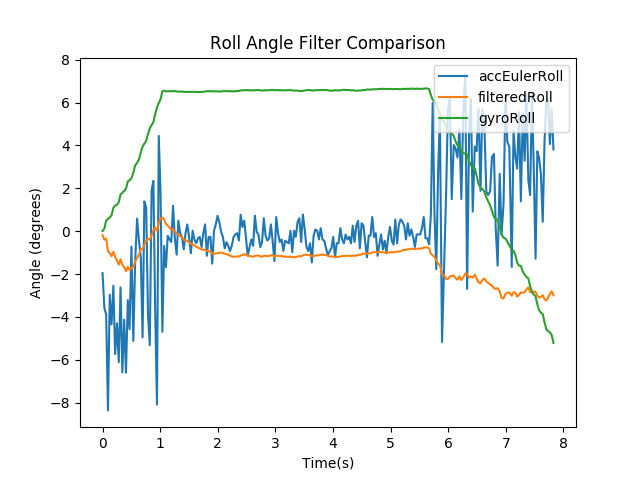 Roll Angle Filter Comparison
accEulerRoll
filteredRoll
gyroRoll
8
6
4
2
0
−2
−4
−6
−8
Angle (degrees)
0 1 2 3 4 5 6 7 8
Time(s)